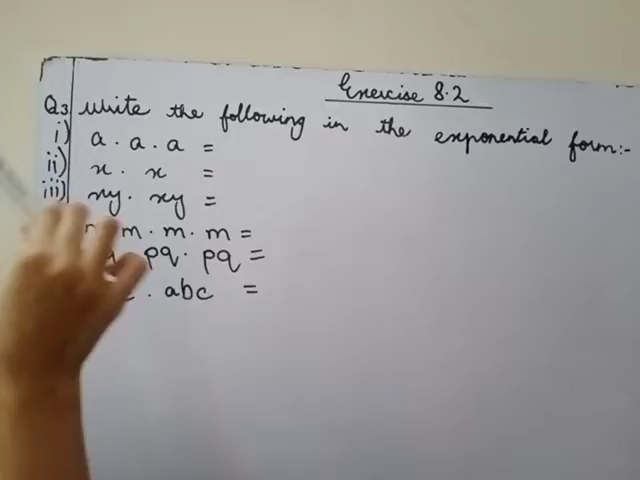 Exercise 8.2
Q3 Write the following in the exponential form:-
i) a . a . a =
ii) x . x =
iii) xy . xy =
m . m . m =
pq . pq =
. abc =